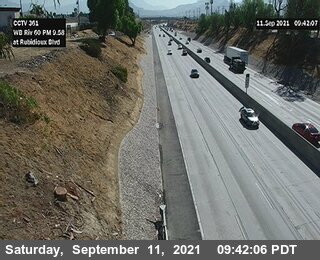 CCTV 361
WB Riv 60 PM 9.58
at Rubidioux Blvd
11.Sep 2021 09:42:07
Saturday, September 11, 2021 09:42:06 PDT